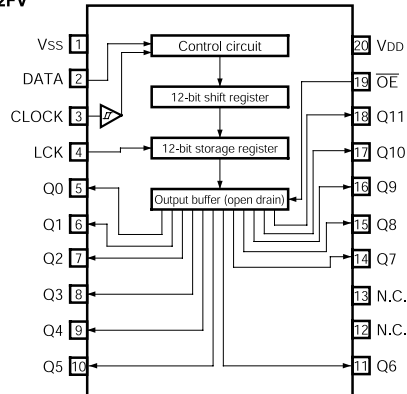 2FV
Vss 1
DATA 2
CLOCK 3
LCK 4
Q0 5
Q1 6
Q2 7
Q3 8
Q4 9
Q5 10
Control circuit
12-bit shift register
12-bit storage register
Output buffer (open drain)
20 VDD
19 O̅E̅
18 Q11
17 Q10
16 Q9
15 Q8
14 Q7
13 N.C.
12 N.C.
11 Q6